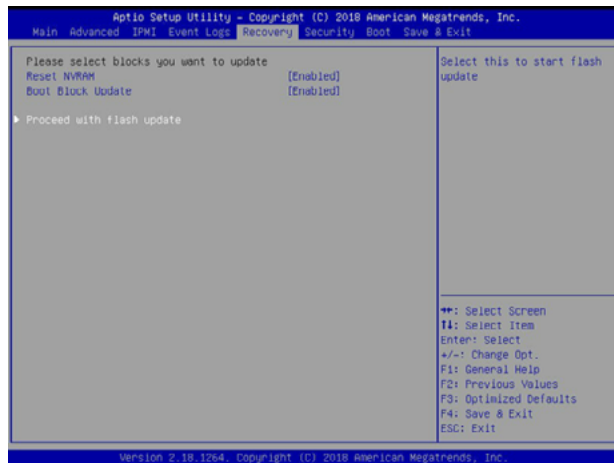 Aptio Setup Utility – Copyright (C) 2018 American Megatrends, Inc.
Main Advanced IPMI Event Logs Recovery Security Boot Save & Exit
Please select blocks you want to update
Reset NVRAM [Enabled]
Boot Block Update [Enabled]
Proceed with flash update
Select this to start flash
update
↔: Select Screen
↑↓: Select Item
Enter: Select
+/-: Change Opt.
F1: General Help
F2: Previous Values
F3: Optimized Defaults
F4: Save & Exit
ESC: Exit
Version 2.18.1264. Copyright (C) 2018 American Megatrends, Inc.